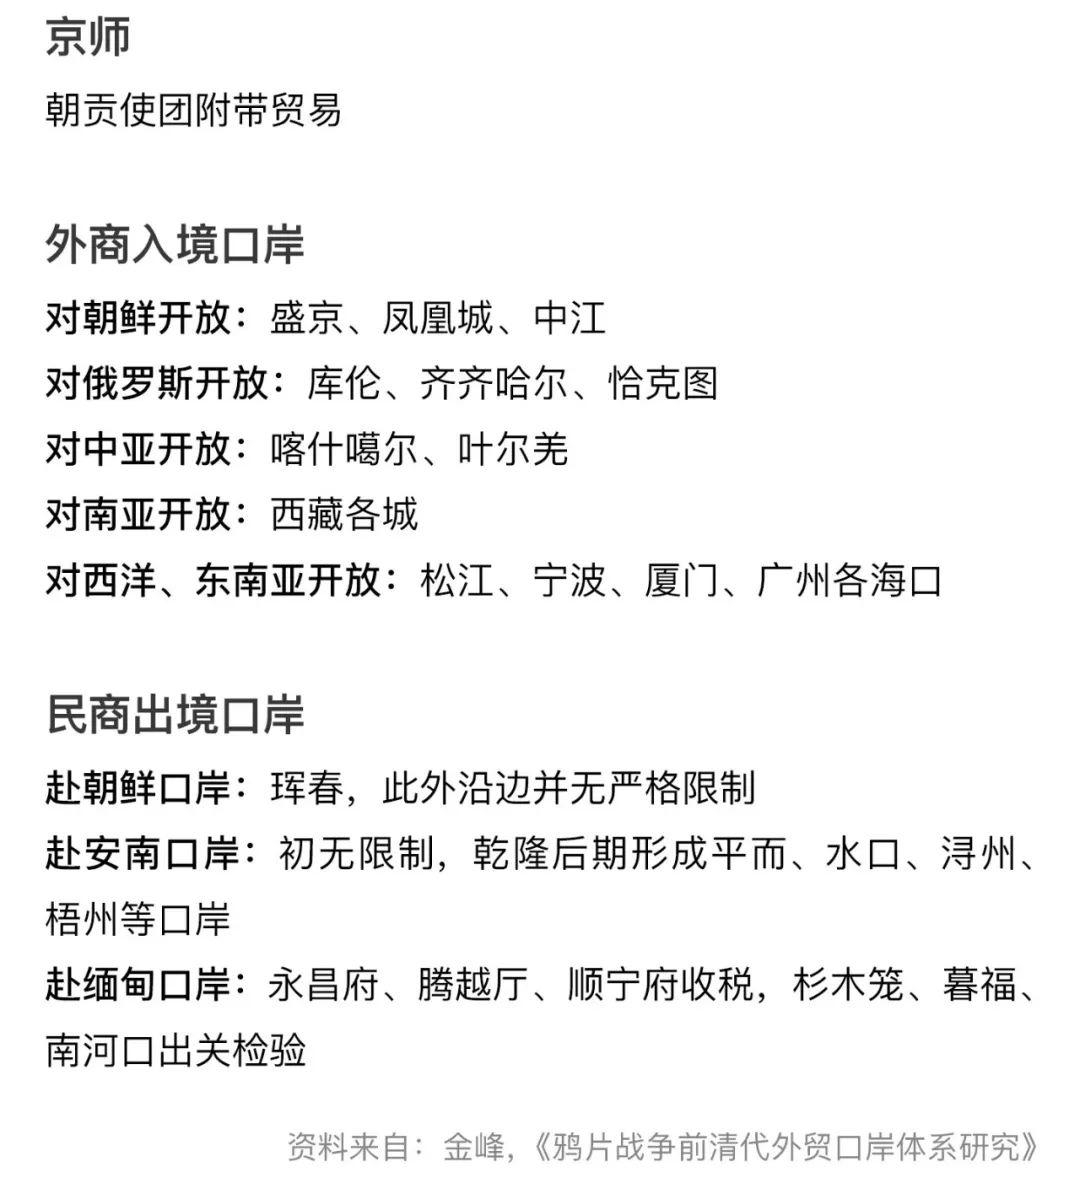 京师
朝贡使团附带贸易
外商入境口岸
对朝鲜开放：盛京、凤凰城、中江
对俄罗斯开放：库伦、齐齐哈尔、恰克图
对中亚开放：喀什噶尔、叶尔羌
对南亚开放：西藏各城
对西洋、东南亚开放：松江、宁波、厦门、广州各海口
民商出境口岸
赴朝鲜口岸：珲春，此外沿边并无严格限制
赴安南口岸：初无限制，乾隆后期形成平而、水口、浔州、
梧州等口岸
赴缅甸口岸：永昌府、腾越厅、顺宁府收税，杉木笼、暮福、
南河口出关检验
资料来自：金峰，《鸦片战争前清代外贸口岸体系研究》